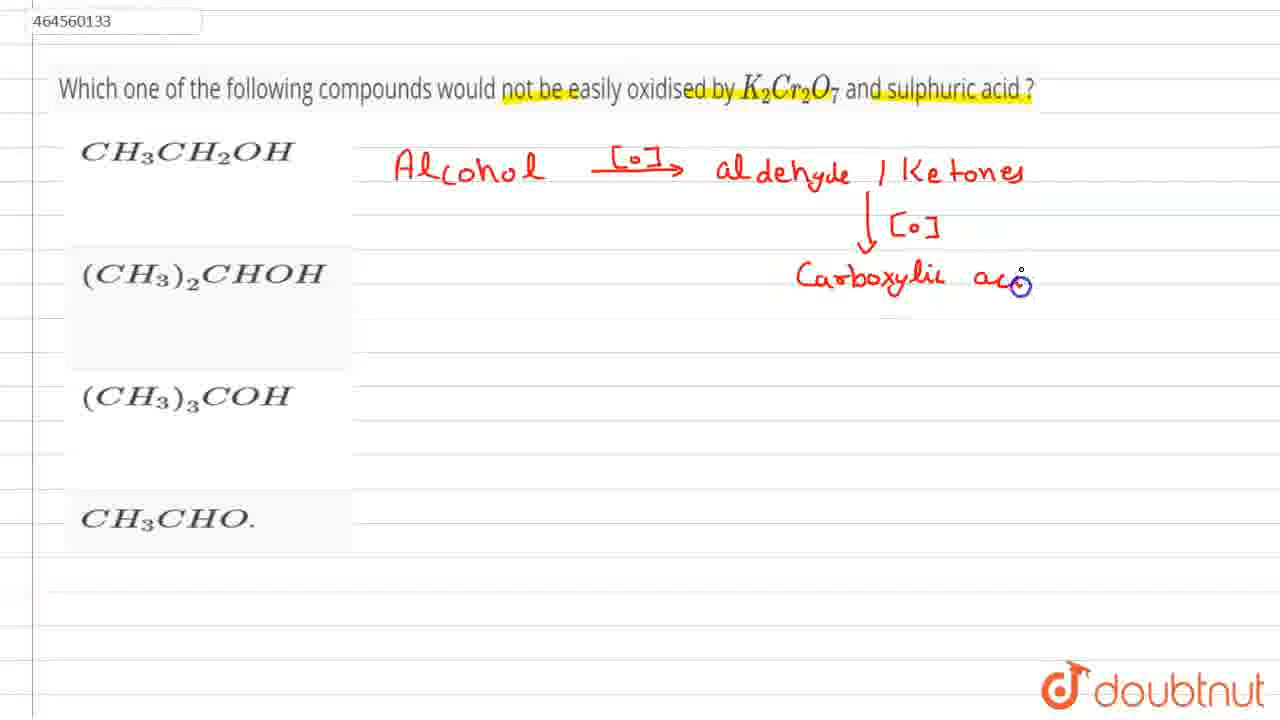 464560133
Which one of the following compounds would not be easily oxidised by K₂Cr₂O₇ and sulphuric acid ?
CH₃CH₂OH
Alcohol [O] → aldehyde / Ketones
↓ [O]
Carboxylic aci
(CH₃)₂CHOH
(CH₃)₃COH
CH₃CHO.
doubtnut